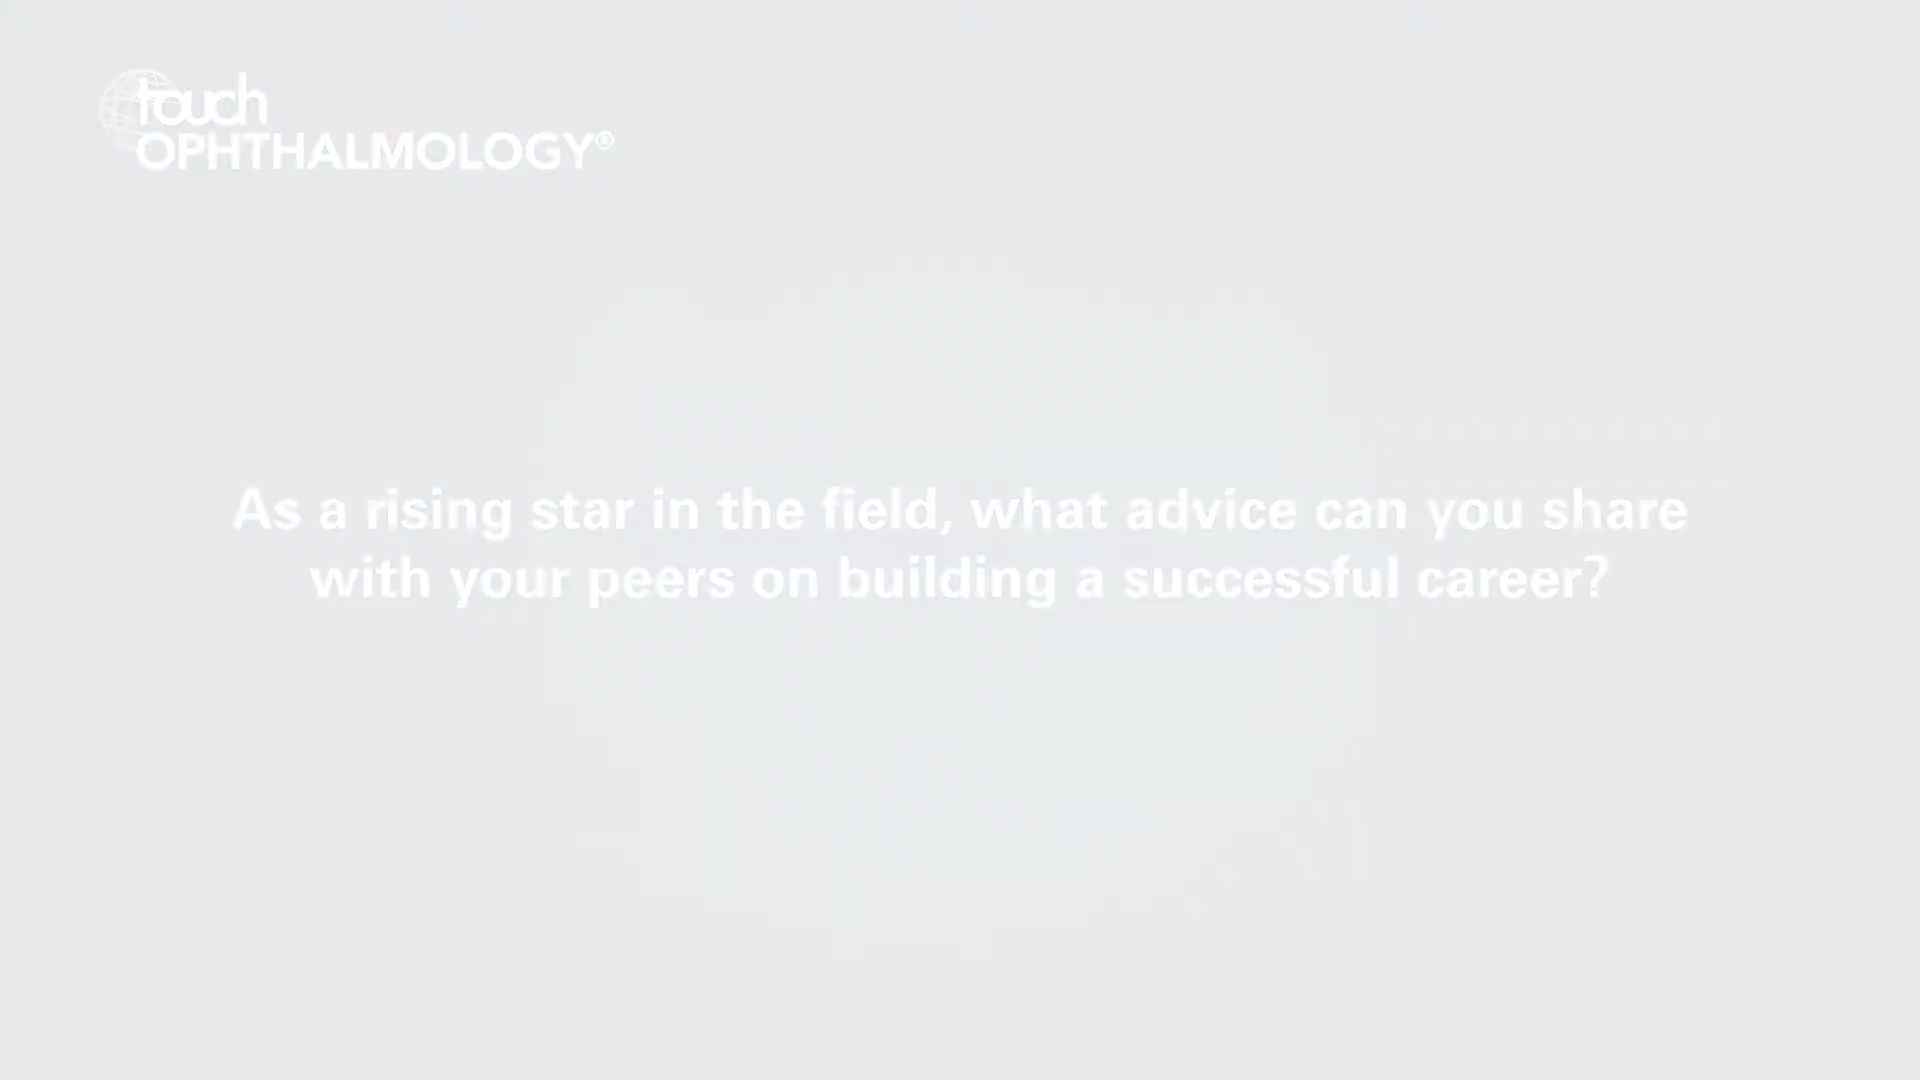 touch
OPHTHALMOLOGY®
As a rising star in the field, what advice can you share
with your peers on building a successful career?